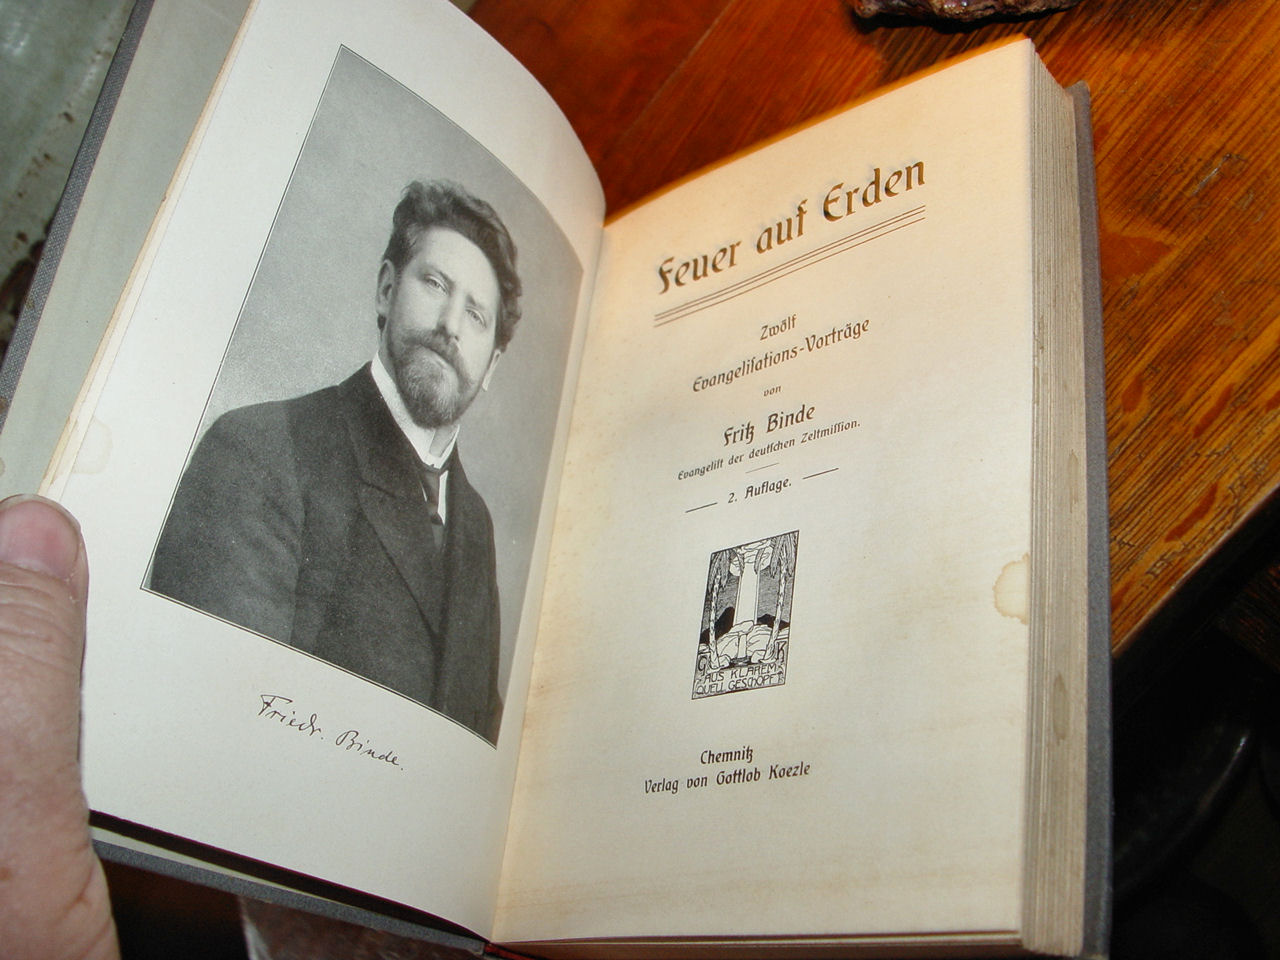 Friedr. Binde.
Feuer auf Erden
Zwölf
Evangeliſations-Vorträge
von
Fritz Binde
Evangeliſt der deutſchen Zeltmiſſion.
2. Auflage.
G K
AUS KLAREM
QUELL GESCHÖPFT
Chemnitz
Verlag von Gottlob Koezle